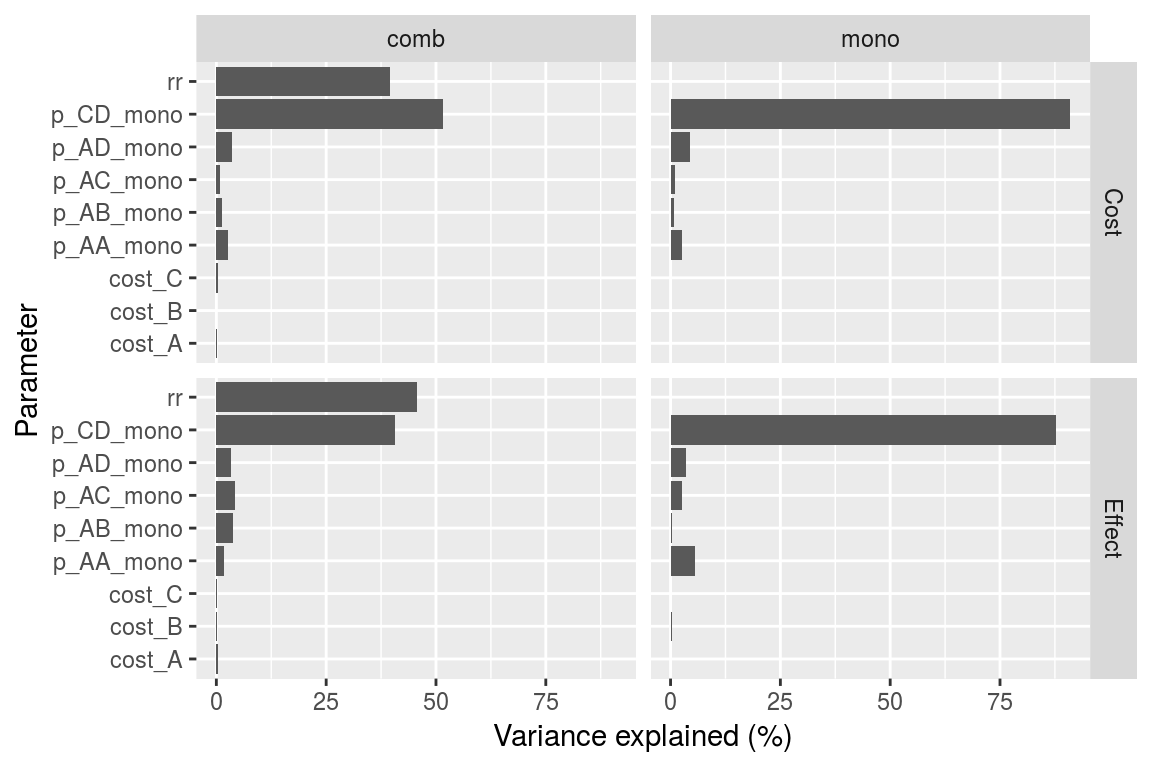 comb
mono
rr
p_CD_mono
p_AD_mono
p_AC_mono
p_AB_mono
p_AA_mono
cost_C
cost_B
cost_A
Cost
rr
p_CD_mono
p_AD_mono
p_AC_mono
p_AB_mono
p_AA_mono
cost_C
cost_B
cost_A
Effect
Parameter
0 25 50 75
0 25 50 75
Variance explained (%)